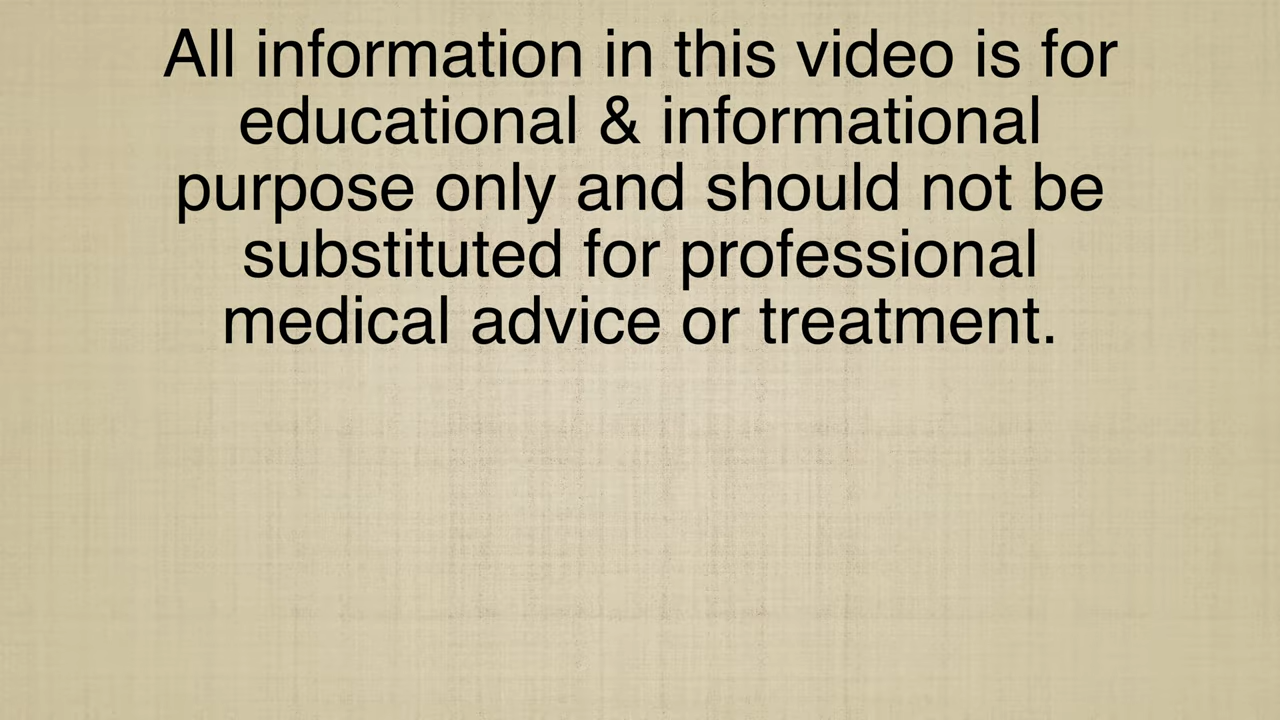 All information in this video is for
educational & informational
purpose only and should not be
substituted for professional
medical advice or treatment.